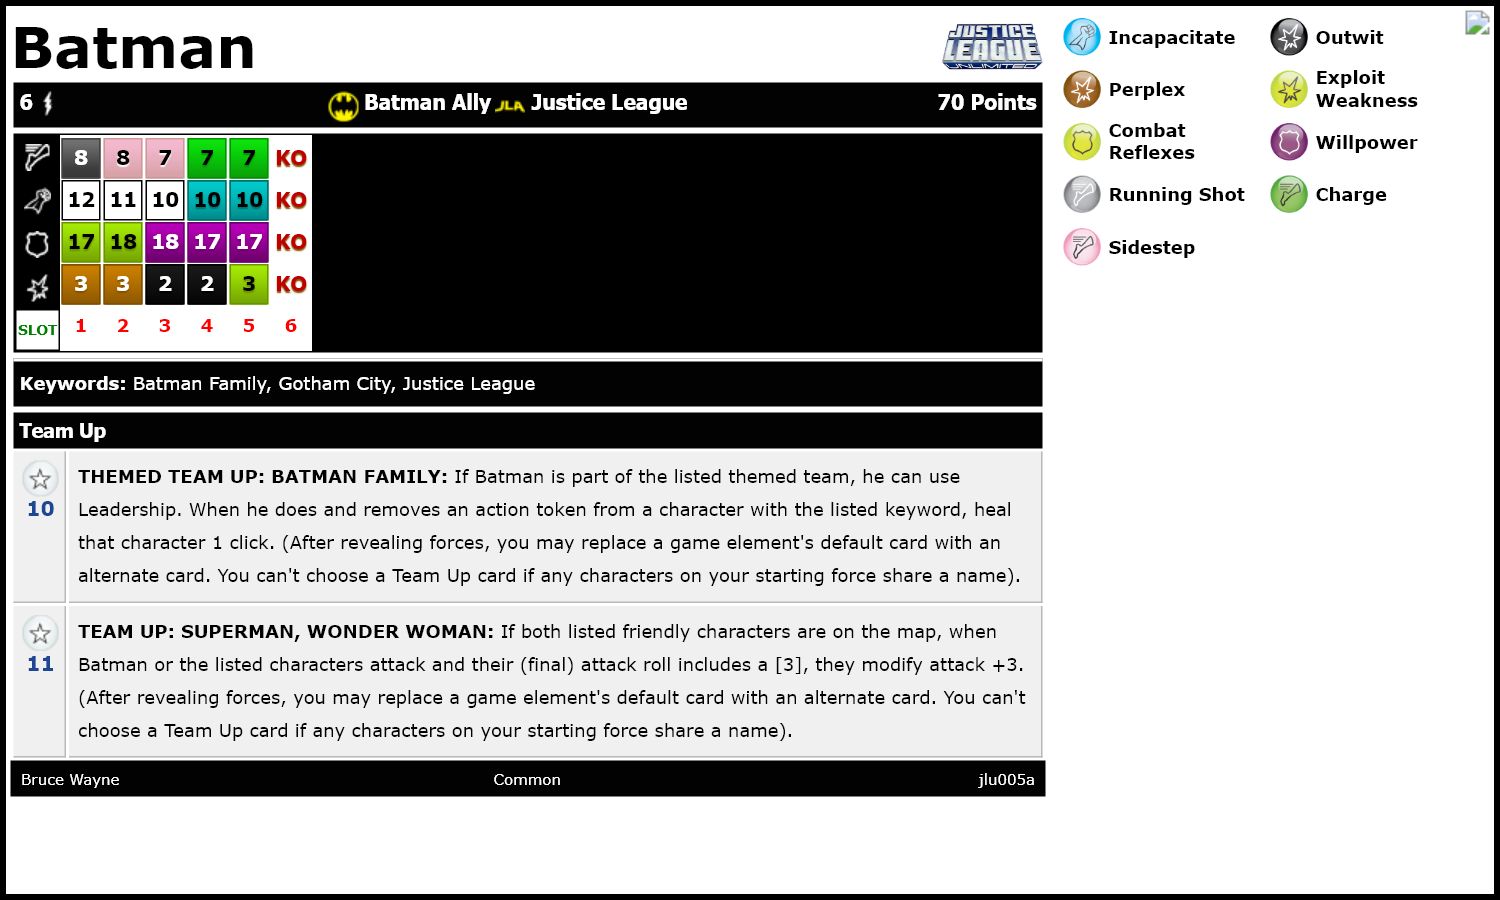 Batman
JUSTICE
LEAGUE
UNLIMITED
6 Batman Ally JLA Justice League 70 Points
8 8 7 7 7 KO
12 11 10 10 10 KO
17 18 18 17 17 KO
3 3 2 2 3 KO
SLOT 1 2 3 4 5 6
Keywords: Batman Family, Gotham City, Justice League
Team Up
10
THEMED TEAM UP: BATMAN FAMILY: If Batman is part of the listed themed team, he can use
Leadership. When he does and removes an action token from a character with the listed keyword, heal
that character 1 click. (After revealing forces, you may replace a game element's default card with an
alternate card. You can't choose a Team Up card if any characters on your starting force share a name).
11
TEAM UP: SUPERMAN, WONDER WOMAN: If both listed friendly characters are on the map, when
Batman or the listed characters attack and their (final) attack roll includes a [3], they modify attack +3.
(After revealing forces, you may replace a game element's default card with an alternate card. You can't
choose a Team Up card if any characters on your starting force share a name).
Bruce Wayne Common jlu005a
Incapacitate
Outwit
Perplex
Exploit
Weakness
Combat
Reflexes
Willpower
Running Shot
Charge
Sidestep